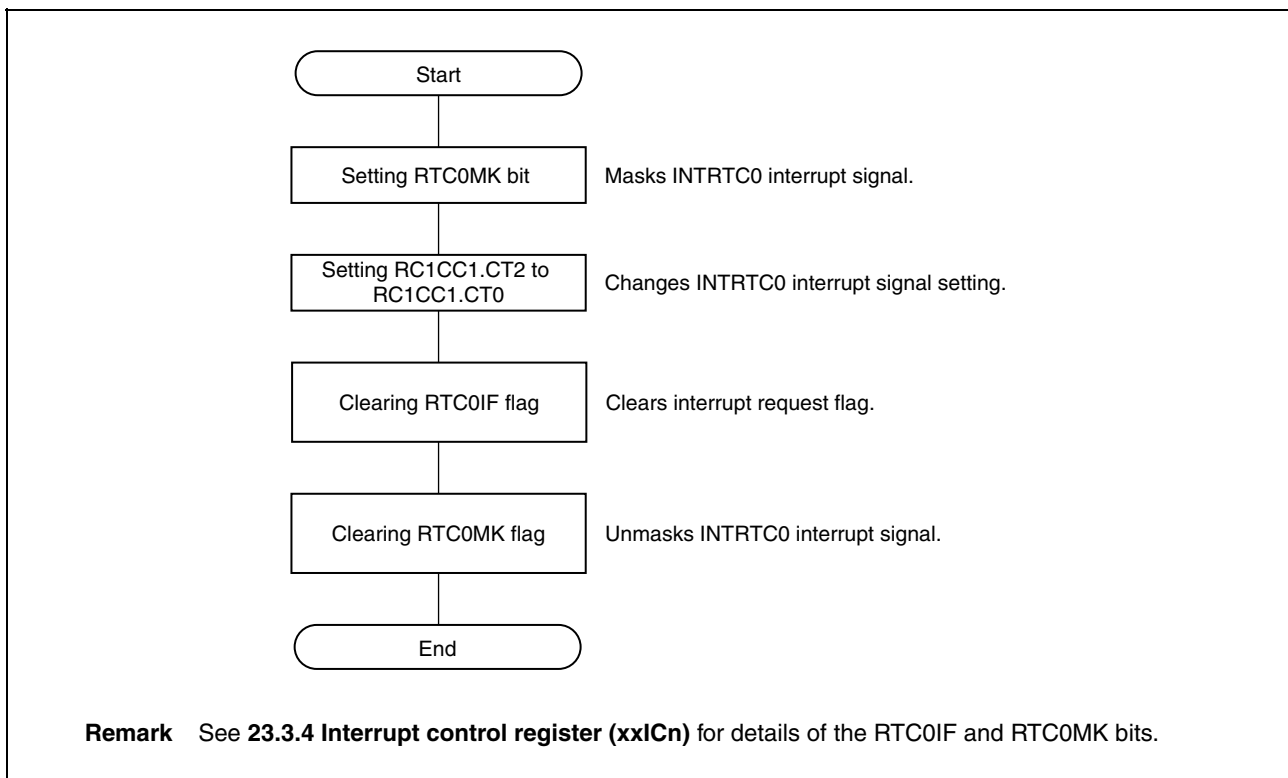 Start
Setting RTC0MK bit
Masks INTRTC0 interrupt signal.
Setting RC1CC1.CT2 to
RC1CC1.CT0
Changes INTRTC0 interrupt signal setting.
Clearing RTC0IF flag
Clears interrupt request flag.
Clearing RTC0MK flag
Unmasks INTRTC0 interrupt signal.
End
Remark See 23.3.4 Interrupt control register (xxICn) for details of the RTC0IF and RTC0MK bits.